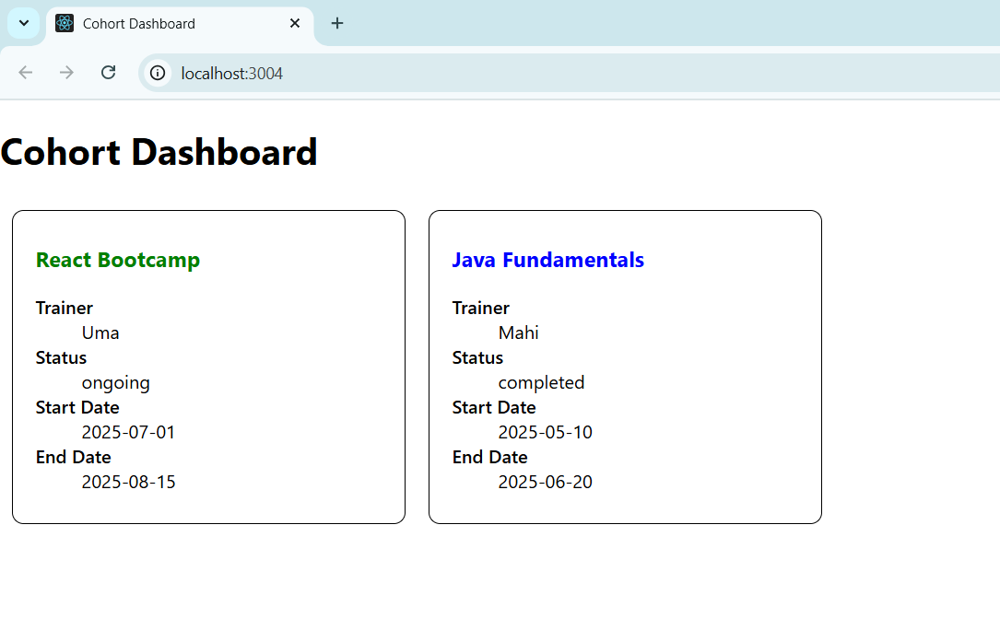 Cohort Dashboard
localhost:3004
Cohort Dashboard
React Bootcamp
Trainer
Uma
Status
ongoing
Start Date
2025-07-01
End Date
2025-08-15
Java Fundamentals
Trainer
Mahi
Status
completed
Start Date
2025-05-10
End Date
2025-06-20